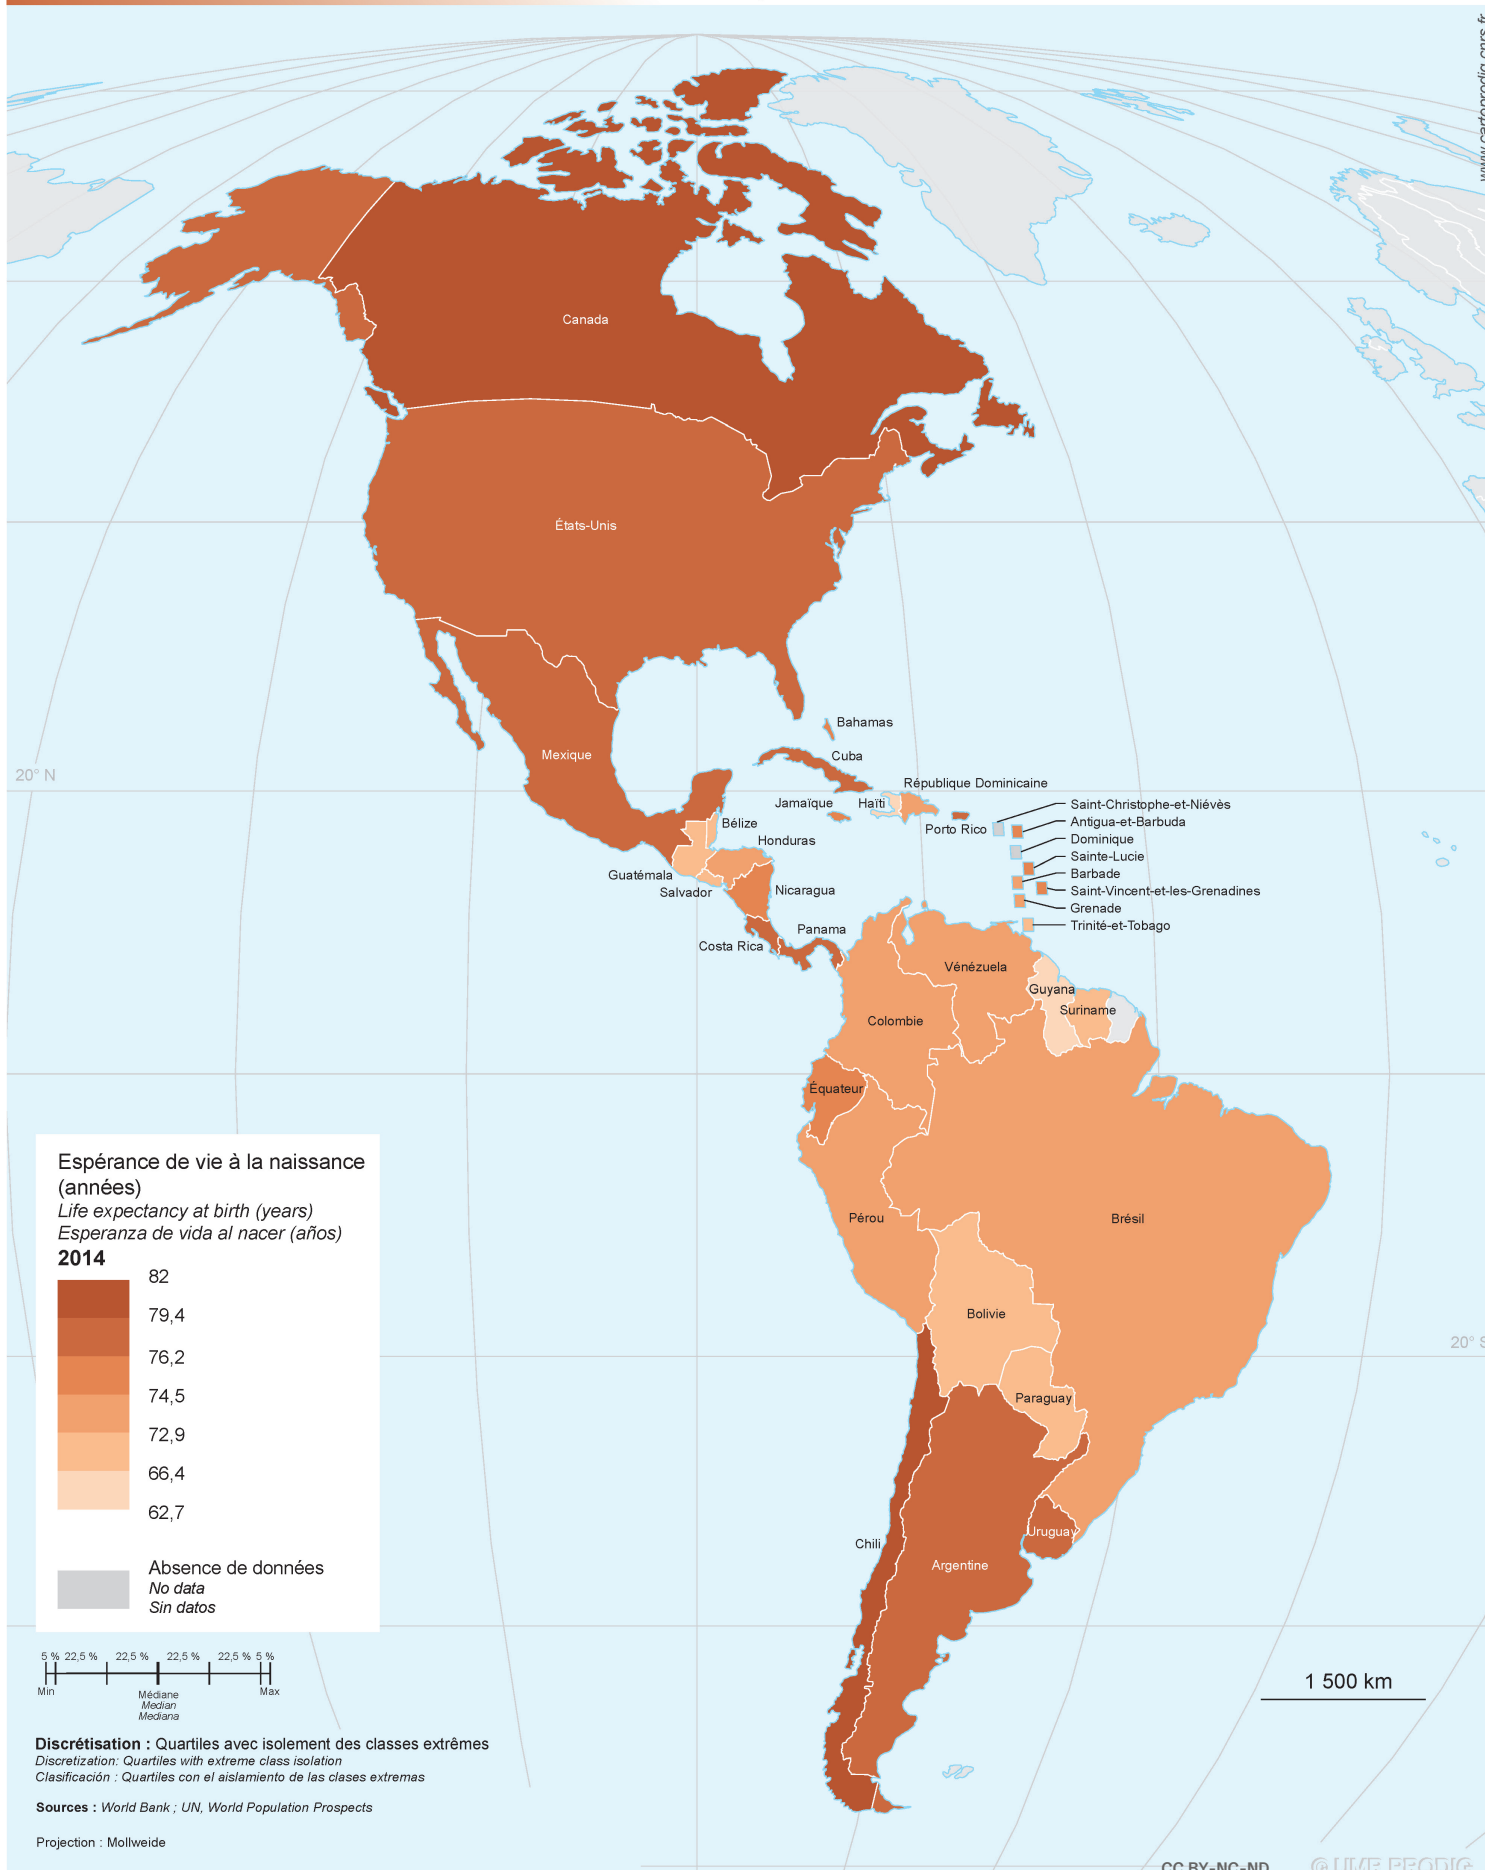 www.cartoprodig.cnrs.fr
Canada
États-Unis
Bahamas
Mexique
Cuba
20° N
République Dominicaine
Jamaïque
Haïti
Saint-Christophe-et-Niévès
Porto Rico
Antigua-et-Barbuda
Bélize
Dominique
Honduras
Sainte-Lucie
Guatémala
Barbade
Salvador
Nicaragua
Saint-Vincent-et-les-Grenadines
Grenade
Panama
Trinité-et-Tobago
Costa Rica
Vénézuela
Guyana
Suriname
Colombie
Équateur
Pérou
Brésil
Bolivie
20° S
Paraguay
Uruguay
Chili
Argentine
Espérance de vie à la naissance
(années)
Life expectancy at birth (years)
Esperanza de vida al nacer (años)
2014
82
79,4
76,2
74,5
72,9
66,4
62,7
Absence de données
No data
Sin datos
5 % 22,5 % 22,5 % 22,5 % 22,5 % 5 %
Min
Max
Médiane
Median
Mediana
1 500 km
Discrétisation : Quartiles avec isolement des classes extrêmes
Discretization: Quartiles with extreme class isolation
Clasificación : Quartiles con el aislamiento de las clases extremas
Sources : World Bank ; UN, World Population Prospects
Projection : Mollweide
CC BY-NC-ND
© UMR PRODIG